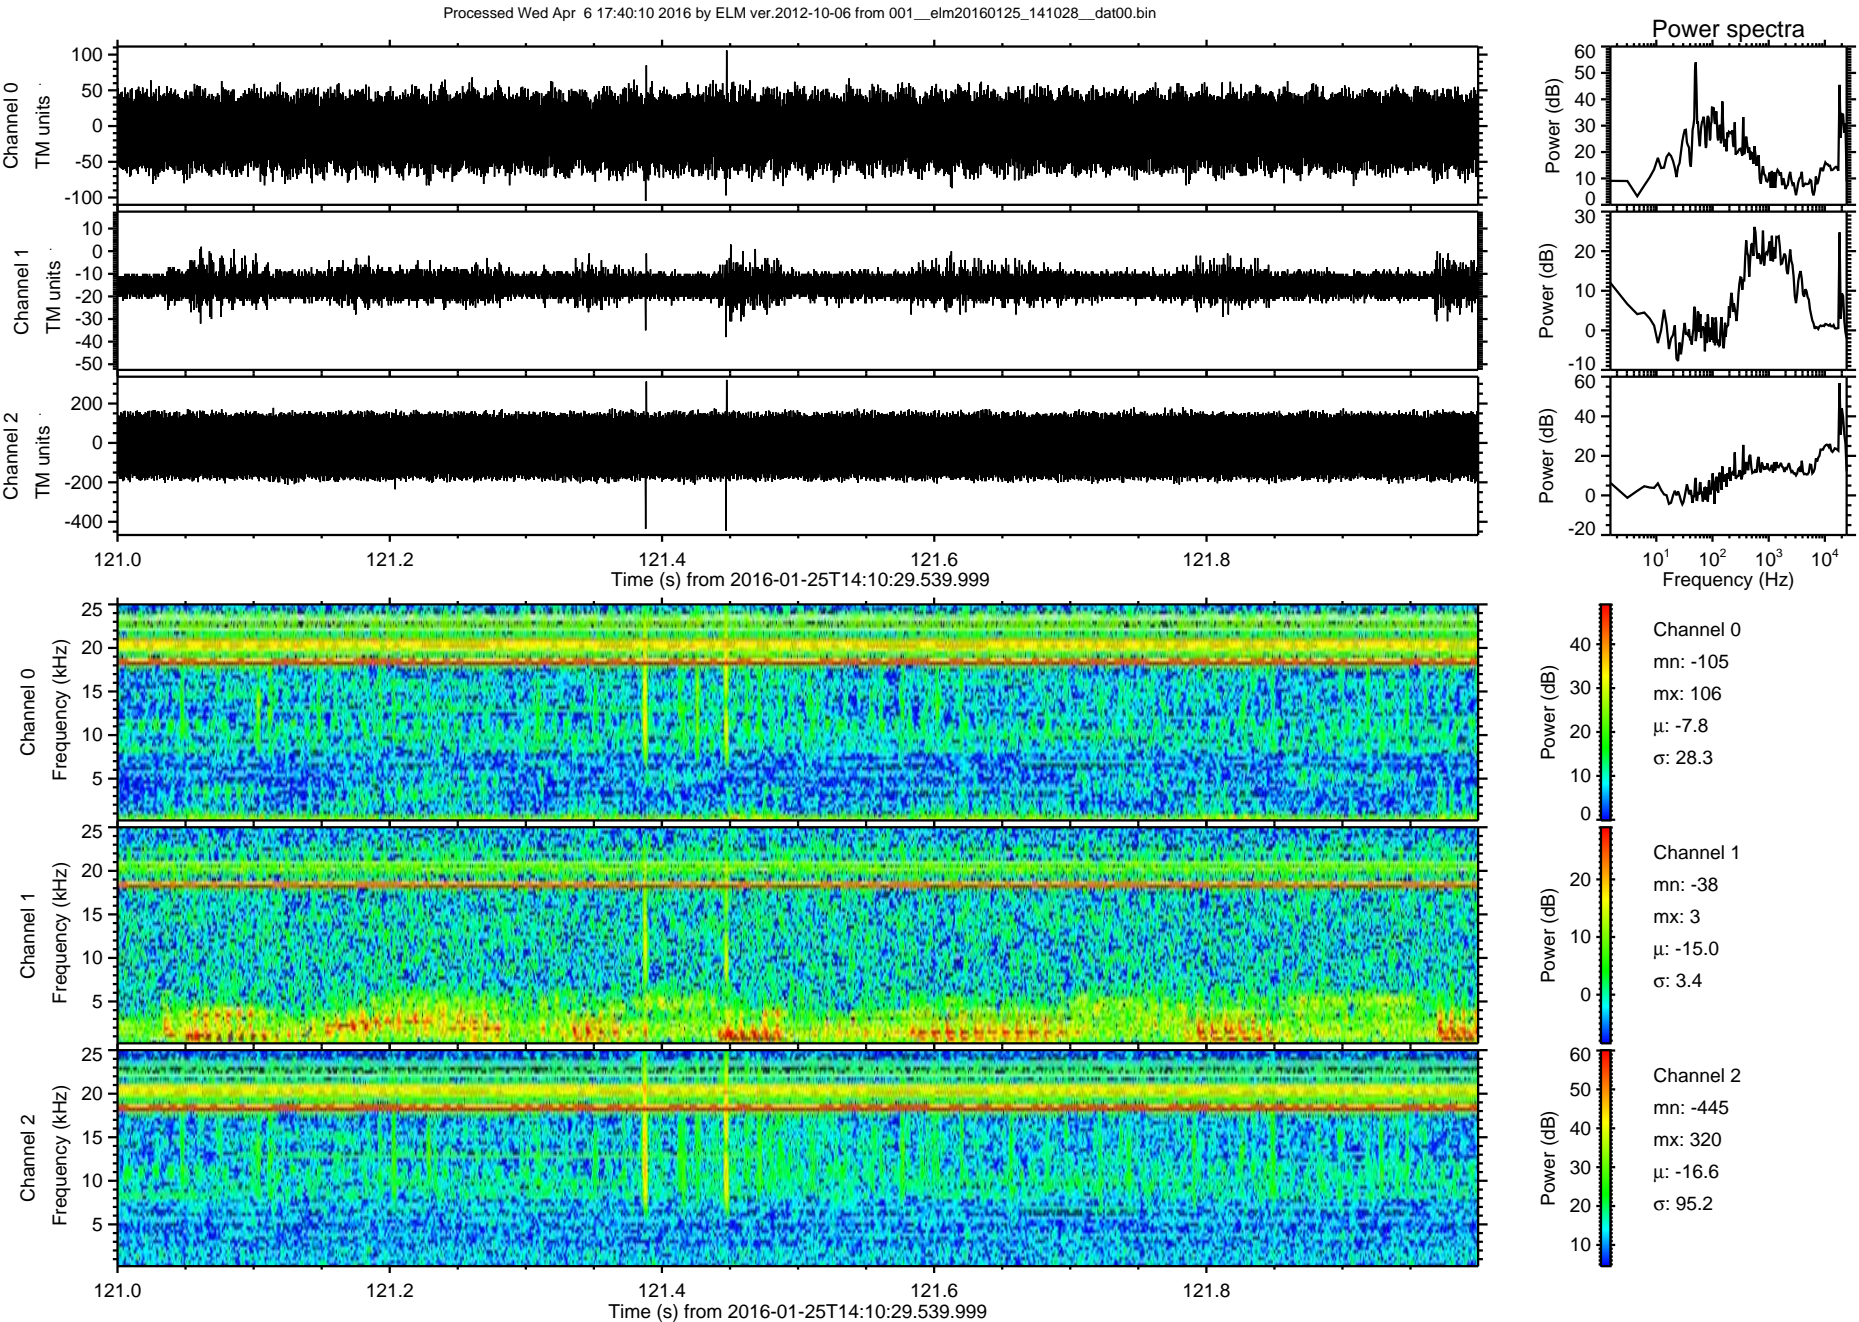 Processed Wed Apr  6 17:40:10 2016 by ELM ver.2012-10-06 from 001__elm20160125_141028__dat00.bin
Power spectra
Channel 0
TM units
100
50
0
-50
-100
Power (dB)
60
50
40
30
20
10
0
Channel 1
TM units
10
0
-10
-20
-30
-40
-50
Power (dB)
30
20
10
0
-10
Channel 2
TM units
200
0
-200
-400
Power (dB)
60
40
20
0
-20
121.0 121.2 121.4 121.6 121.8
Time (s) from 2016-01-25T14:10:29.539.999
10^1 10^2 10^3 10^4
Frequency (Hz)
Channel 0
Frequency (kHz)
25
20
15
10
5
Power (dB)
40
30
20
10
0
Channel 0
mn: -105
mx: 106
μ: -7.8
σ: 28.3
Channel 1
Frequency (kHz)
25
20
15
10
5
Power (dB)
20
10
0
Channel 1
mn: -38
mx: 3
μ: -15.0
σ: 3.4
Channel 2
Frequency (kHz)
25
20
15
10
5
Power (dB)
60
50
40
30
20
10
Channel 2
mn: -445
mx: 320
μ: -16.6
σ: 95.2
121.0 121.2 121.4 121.6 121.8
Time (s) from 2016-01-25T14:10:29.539.999